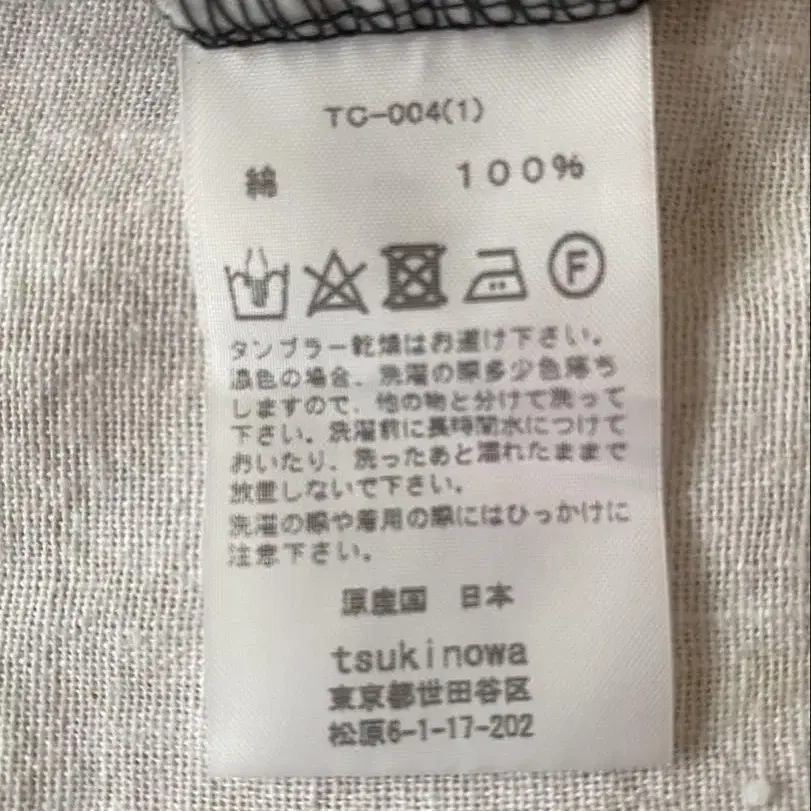 TC-004(1)
綿 100%
F
タンブラー乾燥はお避け下さい。
濃色の場合、洗濯の際多少色落ち
しますので、他の物と分けて洗って
下さい。洗濯前に長時間水につけて
おいたり、洗ったあと濡れたままで
放置しないで下さい。
洗濯の際や着用の際にはひっかけに
注意下さい。
原産国 日本
tsukinowa
東京都世田谷区
松原6-1-17-202